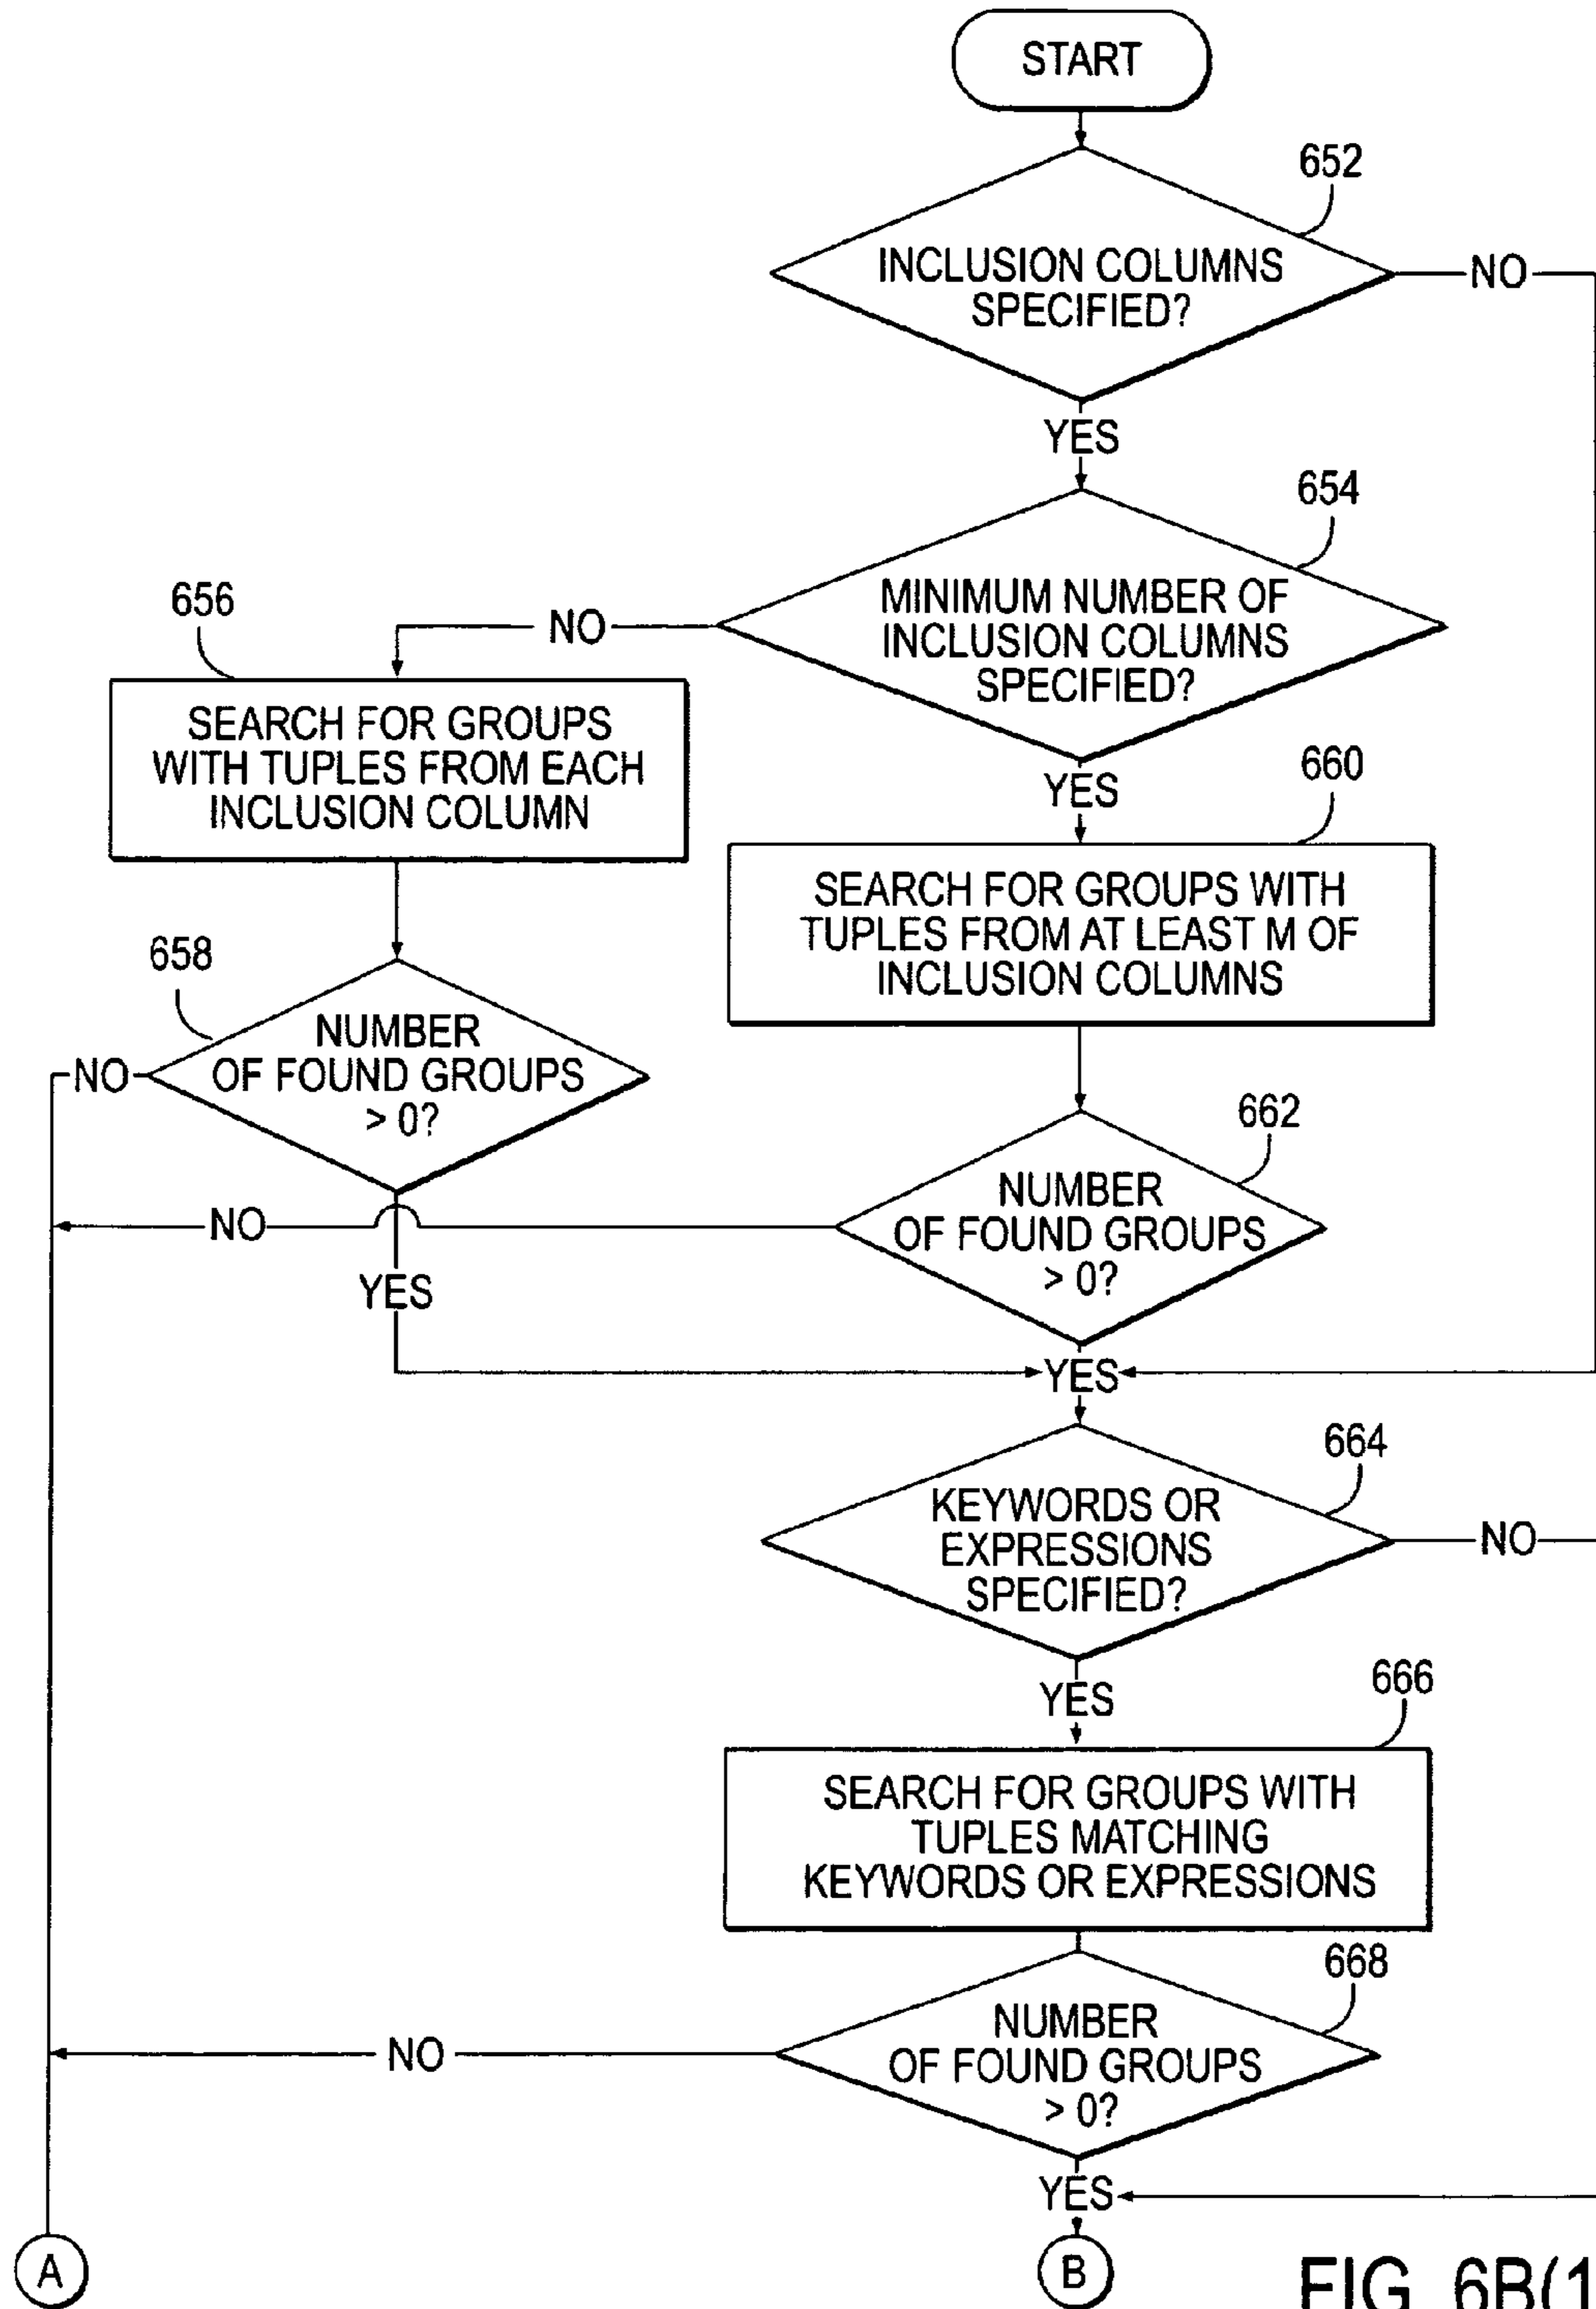 START
652
INCLUSION COLUMNS
SPECIFIED?
NO
YES
654
MINIMUM NUMBER OF
INCLUSION COLUMNS
SPECIFIED?
NO
656
SEARCH FOR GROUPS
WITH TUPLES FROM EACH
INCLUSION COLUMN
YES
660
SEARCH FOR GROUPS WITH
TUPLES FROM AT LEAST M OF
INCLUSION COLUMNS
658
NUMBER
OF FOUND GROUPS
> 0?
NO
YES
662
NUMBER
OF FOUND GROUPS
> 0?
NO
YES
664
KEYWORDS OR
EXPRESSIONS
SPECIFIED?
NO
YES
666
SEARCH FOR GROUPS WITH
TUPLES MATCHING
KEYWORDS OR EXPRESSIONS
668
NUMBER
OF FOUND GROUPS
> 0?
NO
YES
A
B
FIG. 6B(1